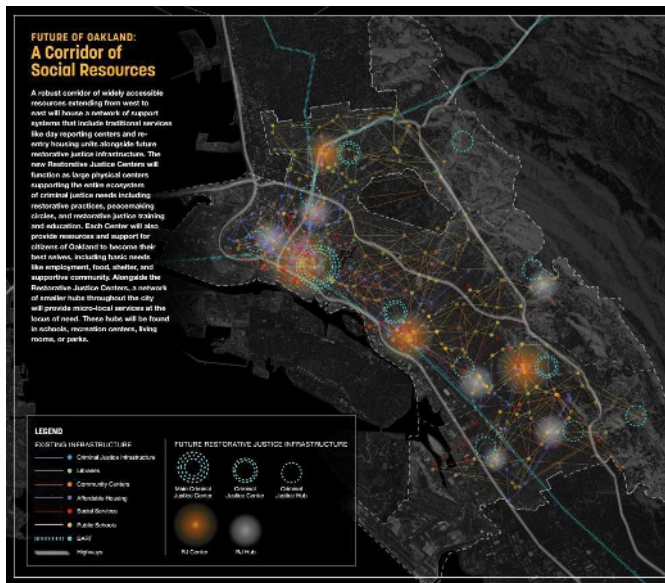 FUTURE OF OAKLAND:
A Corridor of
Social Resources
A robust corridor of widely accessible
resources extending from west to
east will house a network of support
systems that include traditional services
like day reporting centers and re-
entry housing units alongside future
restorative justice infrastructure. The
new Restorative Justice Centers will
function as large physical centers
supporting the entire ecosystem
of criminal justice needs including
restorative practices, peacemaking
circles, and restorative justice training
and education. Each Center will also
provide resources and support for
citizens of Oakland to become their
best selves, including basic needs
like employment, food, shelter, and
supportive community. Alongside the
Restorative Justice Centers, a network
of smaller hubs throughout the city
will provide micro-local services at the
locus of need. These hubs will be found
in schools, recreation centers, living
rooms, or parks.
LEGEND
EXISTING INFRASTRUCTURE
Criminal Justice Infrastructure
Libraries
Community Centers
Affordable Housing
Social Services
Public Schools
BART
Highways
FUTURE RESTORATIVE JUSTICE INFRASTRUCTURE
Main Criminal
Justice Center
Criminal
Justice Center
Criminal
Justice Hub
RJ Center
RJ Hub